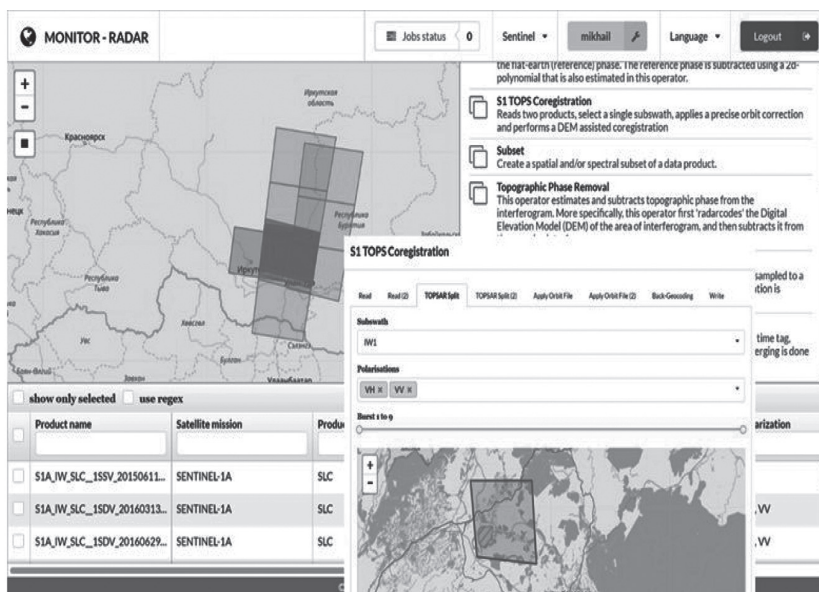 MONITOR - RADAR
Jobs status 0
Sentinel
mikhail
Language
Logout
+
-
Красноярск
Иркутская
область
Республика
Хакасия
Республика
Тыва
Республика
Бурятия
Иркут
Хөвсгөл
Увс
Булган
Завхан
Сэлэнгэ
Улаанбаатар
Баян-Өлгий
the flat-earth (reference) phase. The reference phase is subtracted using a 2d-
polynomial that is also estimated in this operator.
S1 TOPS Coregistration
Reads two products, select a single subswath, applies a precise orbit correction
and performs a DEM assisted coregistration
Subset
Create a spatial and/or spectral subset of a data product.
Topographic Phase Removal
This operator estimates and subtracts topographic phase from the
interferogram. More specifically, this operator first 'radarcodes' the Digital
Elevation Model (DEM) of the area of interferogram, and then subtracts it from
sampled to a
time tag,
erging is done
S1 TOPS Coregistration
Read Read (2) TOPSAR Split TOPSAR Split (2) Apply Orbit File Apply Orbit File (2) Back-Geocoding Write
Subswath
IW1
Polarisations
VH × VV ×
Burst 1 to 9
+
-
show only selected use regex
Product name Satellite mission Produ arization
S1A_IW_SLC__1SSV_20150611... SENTINEL-1A SLC
S1A_IW_SLC__1SDV_20160313... SENTINEL-1A SLC , VV
S1A_IW_SLC__1SDV_20160629... SENTINEL-1A SLC , VV